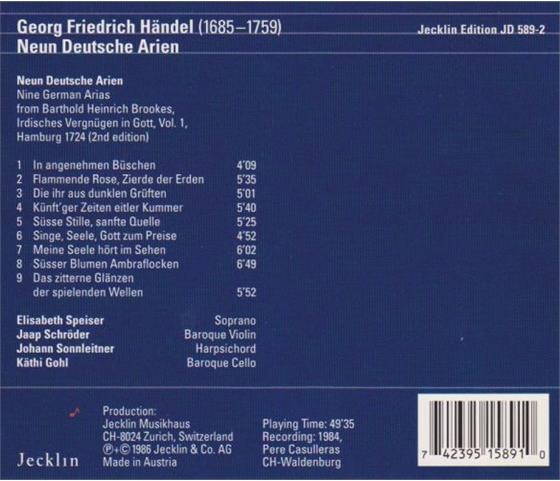 Georg Friedrich Händel (1685–1759)
Neun Deutsche Arien
Jecklin Edition JD 589-2
Neun Deutsche Arien
Nine German Arias
from Barthold Heinrich Brookes,
Irdisches Vergnügen in Gott, Vol. 1,
Hamburg 1724 (2nd edition)
1 In angenehmen Büschen 4'09
2 Flammende Rose, Zierde der Erden 5'35
3 Die ihr aus dunklen Grüften 5'01
4 Künft'ger Zeiten eitler Kummer 5'40
5 Süsse Stille, sanfte Quelle 5'25
6 Singe, Seele, Gott zum Preise 4'52
7 Meine Seele hört im Sehen 6'02
8 Süsser Blumen Ambraflocken 6'49
9 Das zitterne Glänzen
der spielenden Wellen 5'52
Elisabeth Speiser Soprano
Jaap Schröder Baroque Violin
Johann Sonnleitner Harpsichord
Käthi Gohl Baroque Cello
Jecklin
Production:
Jecklin Musikhaus
CH-8024 Zurich, Switzerland
℗+© 1986 Jecklin & Co. AG
Made in Austria
Playing Time: 49'35
Recording: 1984,
Pere Casulleras
CH-Waldenburg
7 42395 15891 0